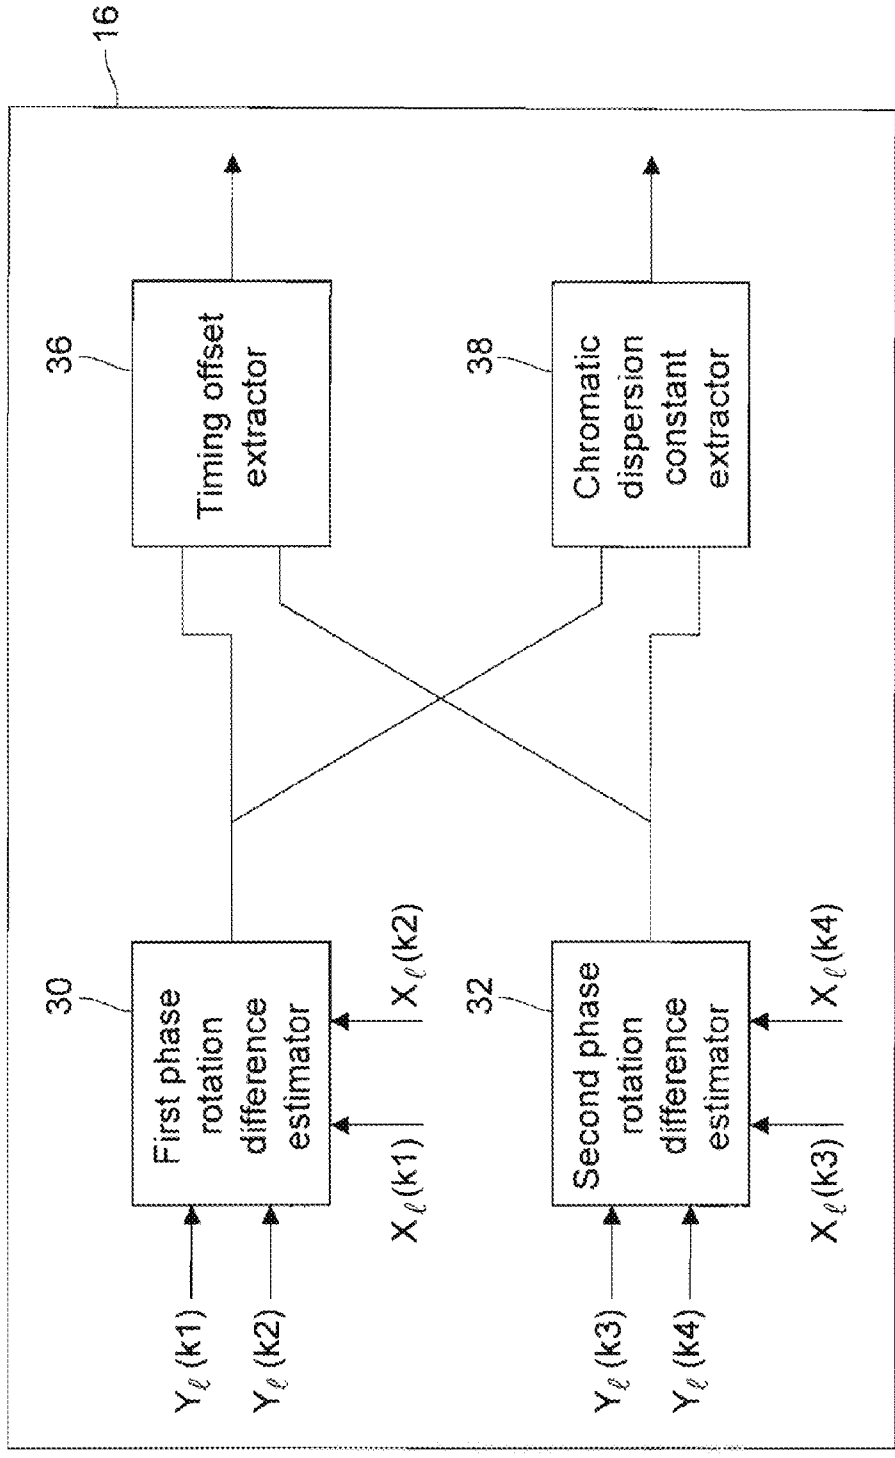 16
36
Timing offset
extractor
38
Chromatic
dispersion
constant
extractor
30
First phase
rotation
difference
estimator
Yℓ(k1)
Yℓ(k2)
Xℓ(k1)
Xℓ(k2)
32
Second phase
rotation
difference
estimator
Yℓ(k3)
Yℓ(k4)
Xℓ(k3)
Xℓ(k4)